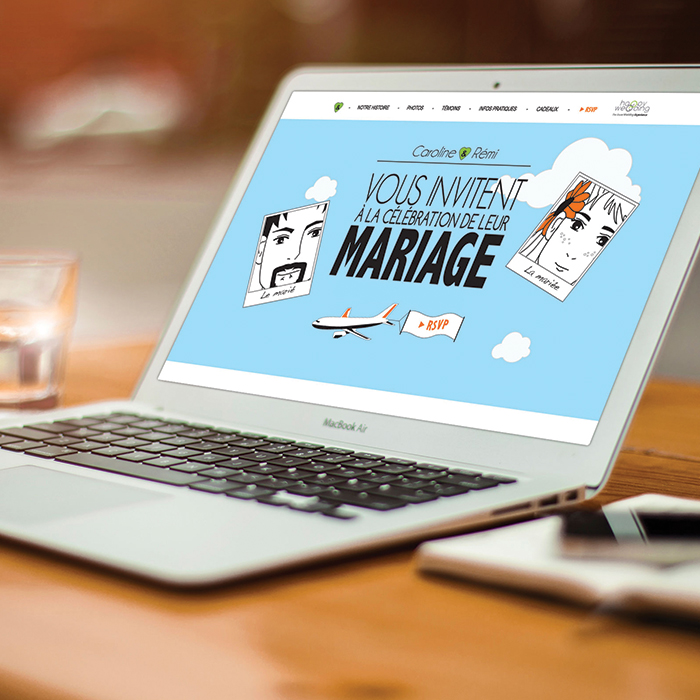 & · NOTRE HISTOIRE · PHOTOS · TÉMOINS · INFOS PRATIQUES · CADEAUX · RSVP
happy
wedding
Caroline & Rémi
VOUS INVITENT
À LA CÉLÉBRATION DE LEUR
MARIAGE
Le marié
La mariée
RSVP
MacBook Air